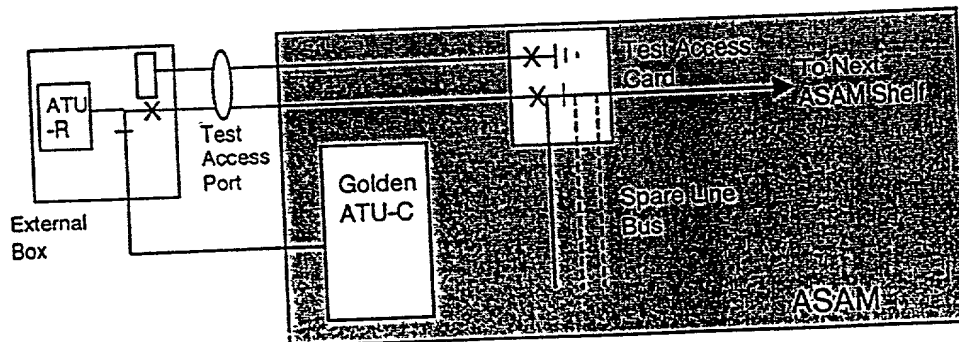 ATU
-R
External
Box
Test
Access
Port
Golden
ATU-C
Test Access
Card
To Next
ASAM Shelf
Spare Line
Bus
ASAM